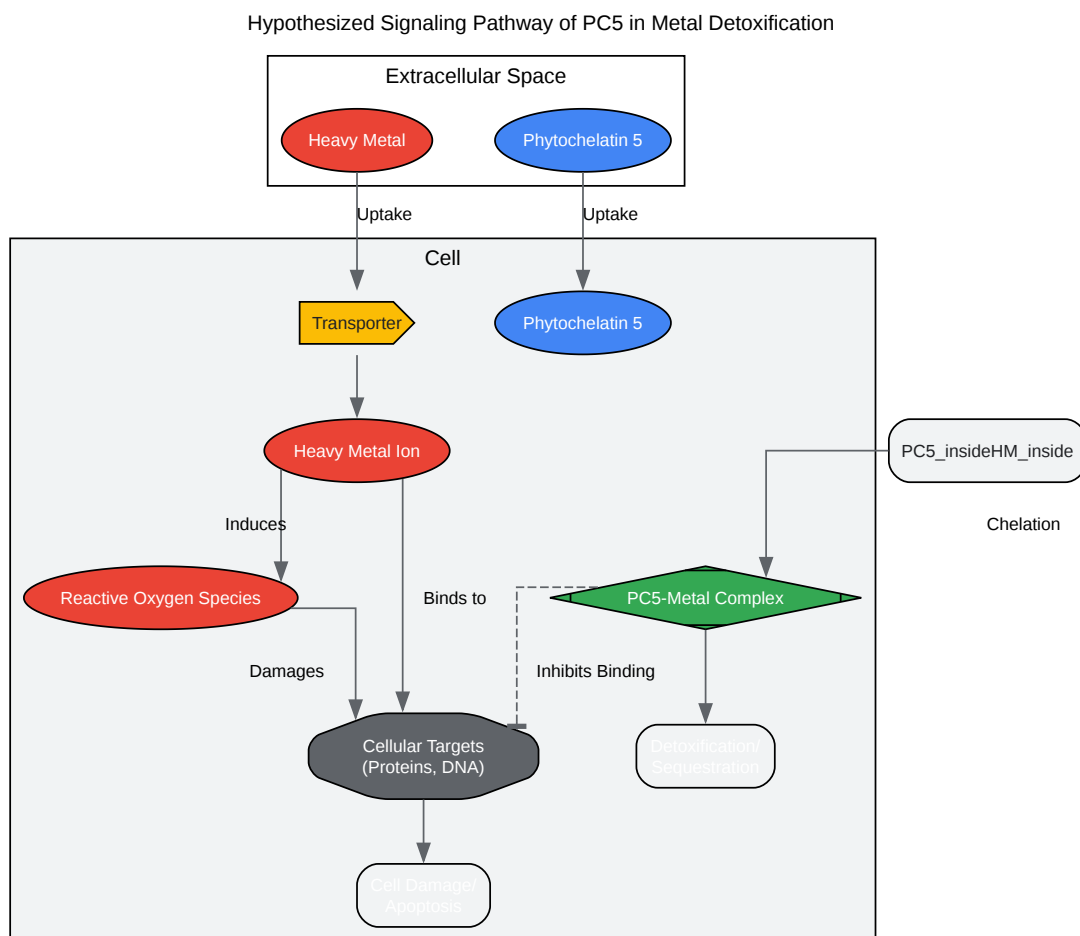 Hypothesized Signaling Pathway of PC5 in Metal Detoxification
Extracellular Space
Heavy Metal
Phytochelatin 5
Uptake
Uptake
Cell
Transporter
Phytochelatin 5
Heavy Metal Ion
PC5_insideHM_inside
Induces
Chelation
Reactive Oxygen Species
Binds to
PC5-Metal Complex
Damages
Inhibits Binding
Cellular Targets
(Proteins, DNA)
Detoxification/
Sequestration
Cell Damage/
Apoptosis